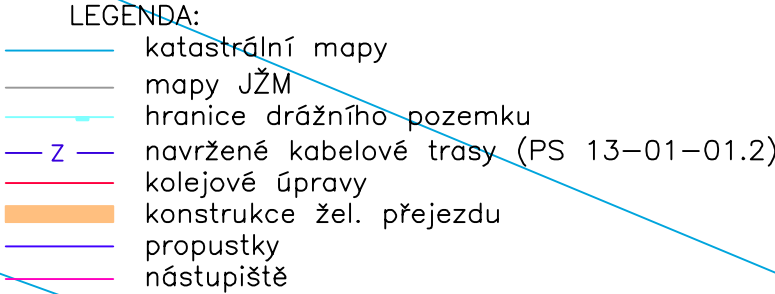 LEGENDA:
katastrální mapy
mapy JŽM
hranice drážního pozemku
Z navržené kabelové trasy (PS 13-01-01.2)
kolejové úpravy
konstrukce žel. přejezdu
propustky
nástupiště